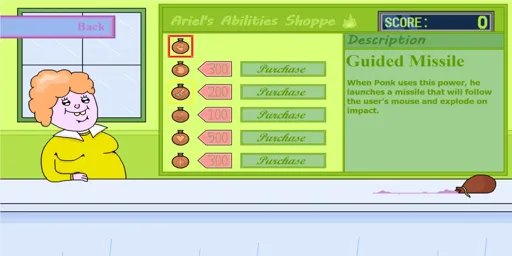 Back
Ariel's Abilities Shoppe
SCORE: 0
Description
Guided Missile
When Ponk uses this power, he
launches a missile that will follow
the user's mouse and explode on
impact.
300 Purchase
200 Purchase
100 Purchase
500 Purchase
300 Purchase